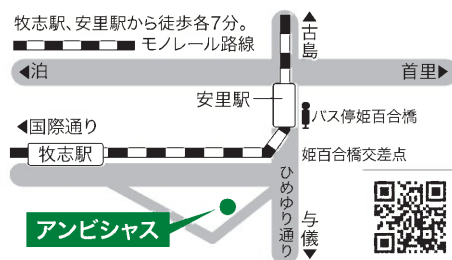 牧志駅、安里駅から徒歩各7分。
モノレール路線
▲古島
◀泊
首里▶
安里駅
バス停姫百合橋
◀国際通り
牧志駅
姫百合橋交差点
ひめゆり通り
与儀▼
アンビシャス